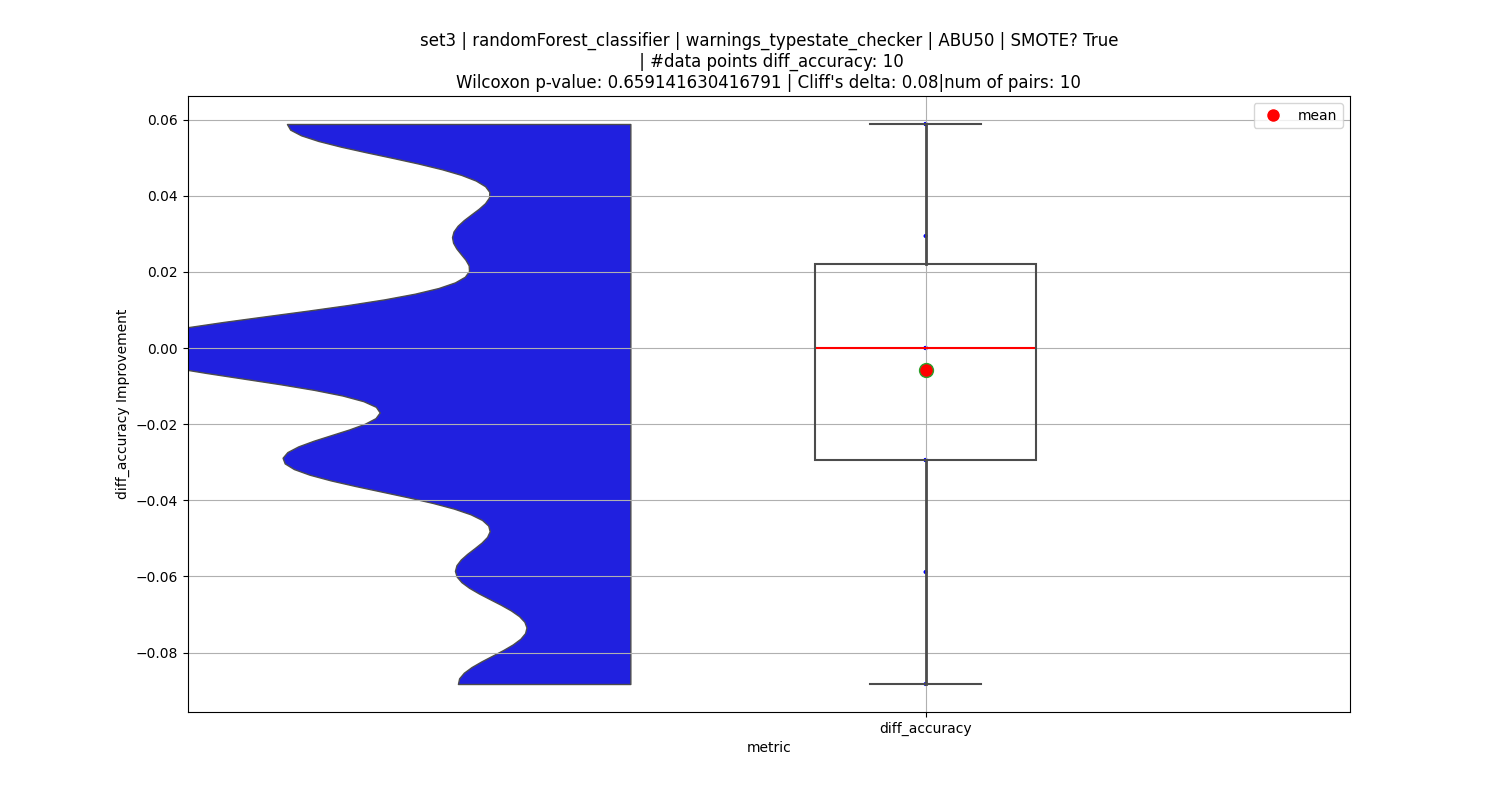 set3 | randomForest_classifier | warnings_typestate_checker | ABU50 | SMOTE? True
| #data points diff_accuracy: 10
Wilcoxon p-value: 0.659141630416791 | Cliff's delta: 0.08|num of pairs: 10
mean
0.06
0.04
0.02
0.00
−0.02
−0.04
−0.06
−0.08
diff_accuracy Improvement
diff_accuracy
metric